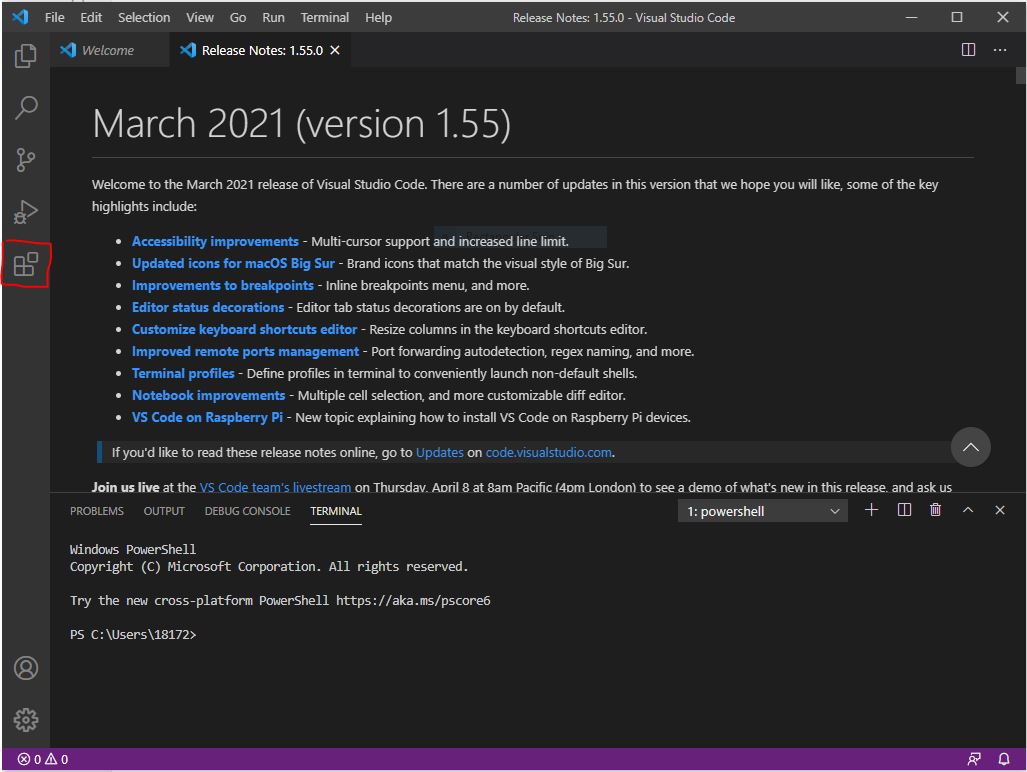 File Edit Selection View Go Run Terminal Help Release Notes: 1.55.0 - Visual Studio Code
Welcome Release Notes: 1.55.0
March 2021 (version 1.55)
Welcome to the March 2021 release of Visual Studio Code. There are a number of updates in this version that we hope you will like, some of the key
highlights include:
• Accessibility improvements - Multi-cursor support and increased line limit.
• Updated icons for macOS Big Sur - Brand icons that match the visual style of Big Sur.
• Improvements to breakpoints - Inline breakpoints menu, and more.
• Editor status decorations - Editor tab status decorations are on by default.
• Customize keyboard shortcuts editor - Resize columns in the keyboard shortcuts editor.
• Improved remote ports management - Port forwarding autodetection, regex naming, and more.
• Terminal profiles - Define profiles in terminal to conveniently launch non-default shells.
• Notebook improvements - Multiple cell selection, and more customizable diff editor.
• VS Code on Raspberry Pi - New topic explaining how to install VS Code on Raspberry Pi devices.
If you'd like to read these release notes online, go to Updates on code.visualstudio.com.
Join us live at the VS Code team's livestream on Thursday, April 8 at 8am Pacific (4pm London) to see a demo of what's new in this release, and ask us
PROBLEMS OUTPUT DEBUG CONSOLE TERMINAL 1: powershell
Windows PowerShell
Copyright (C) Microsoft Corporation. All rights reserved.
Try the new cross-platform PowerShell https://aka.ms/pscore6
PS C:\Users\18172>
0 0